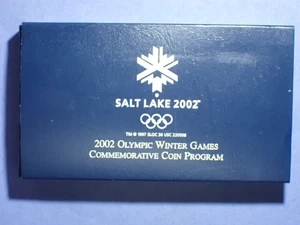 SALT LAKE 2002
TM © 1997 SLOC 36 USC 220506
2002 OLYMPIC WINTER GAMES
COMMEMORATIVE COIN PROGRAM